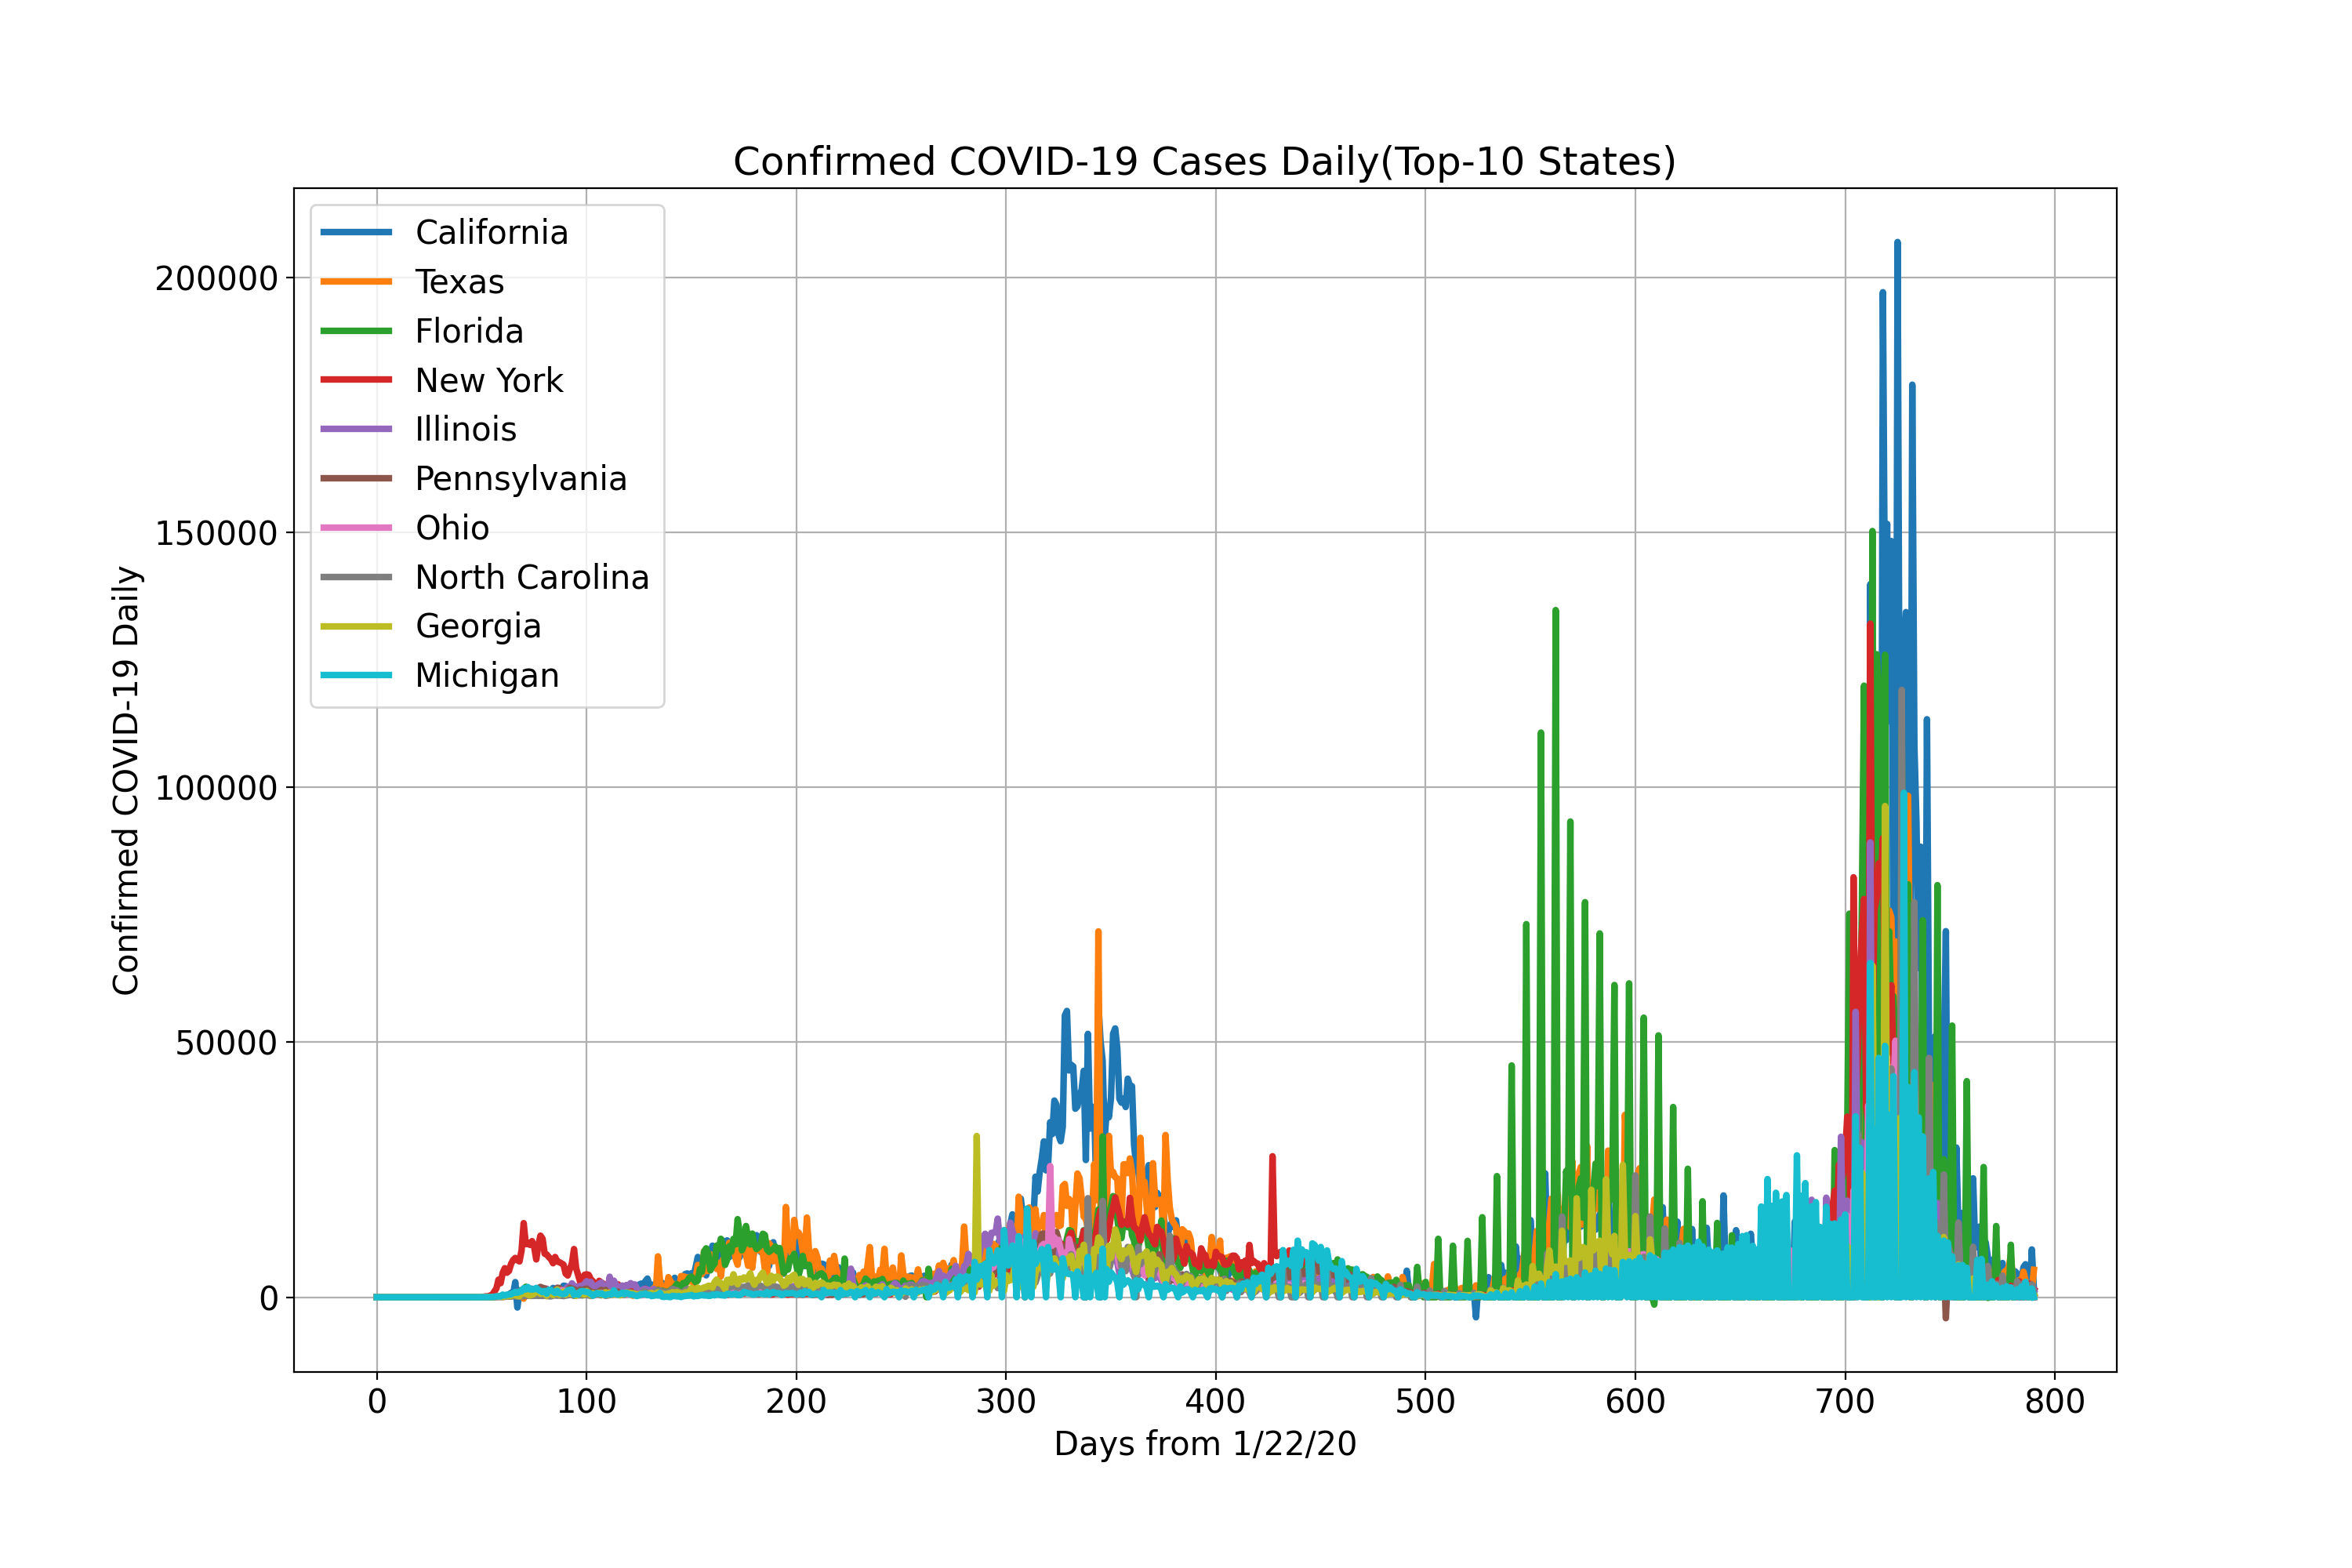 Confirmed COVID-19 Cases Daily(Top-10 States)
California
Texas
Florida
New York
Illinois
Pennsylvania
Ohio
North Carolina
Georgia
Michigan
Confirmed COVID-19 Daily
200000
150000
100000
50000
0
0 100 200 300 400 500 600 700 800
Days from 1/22/20